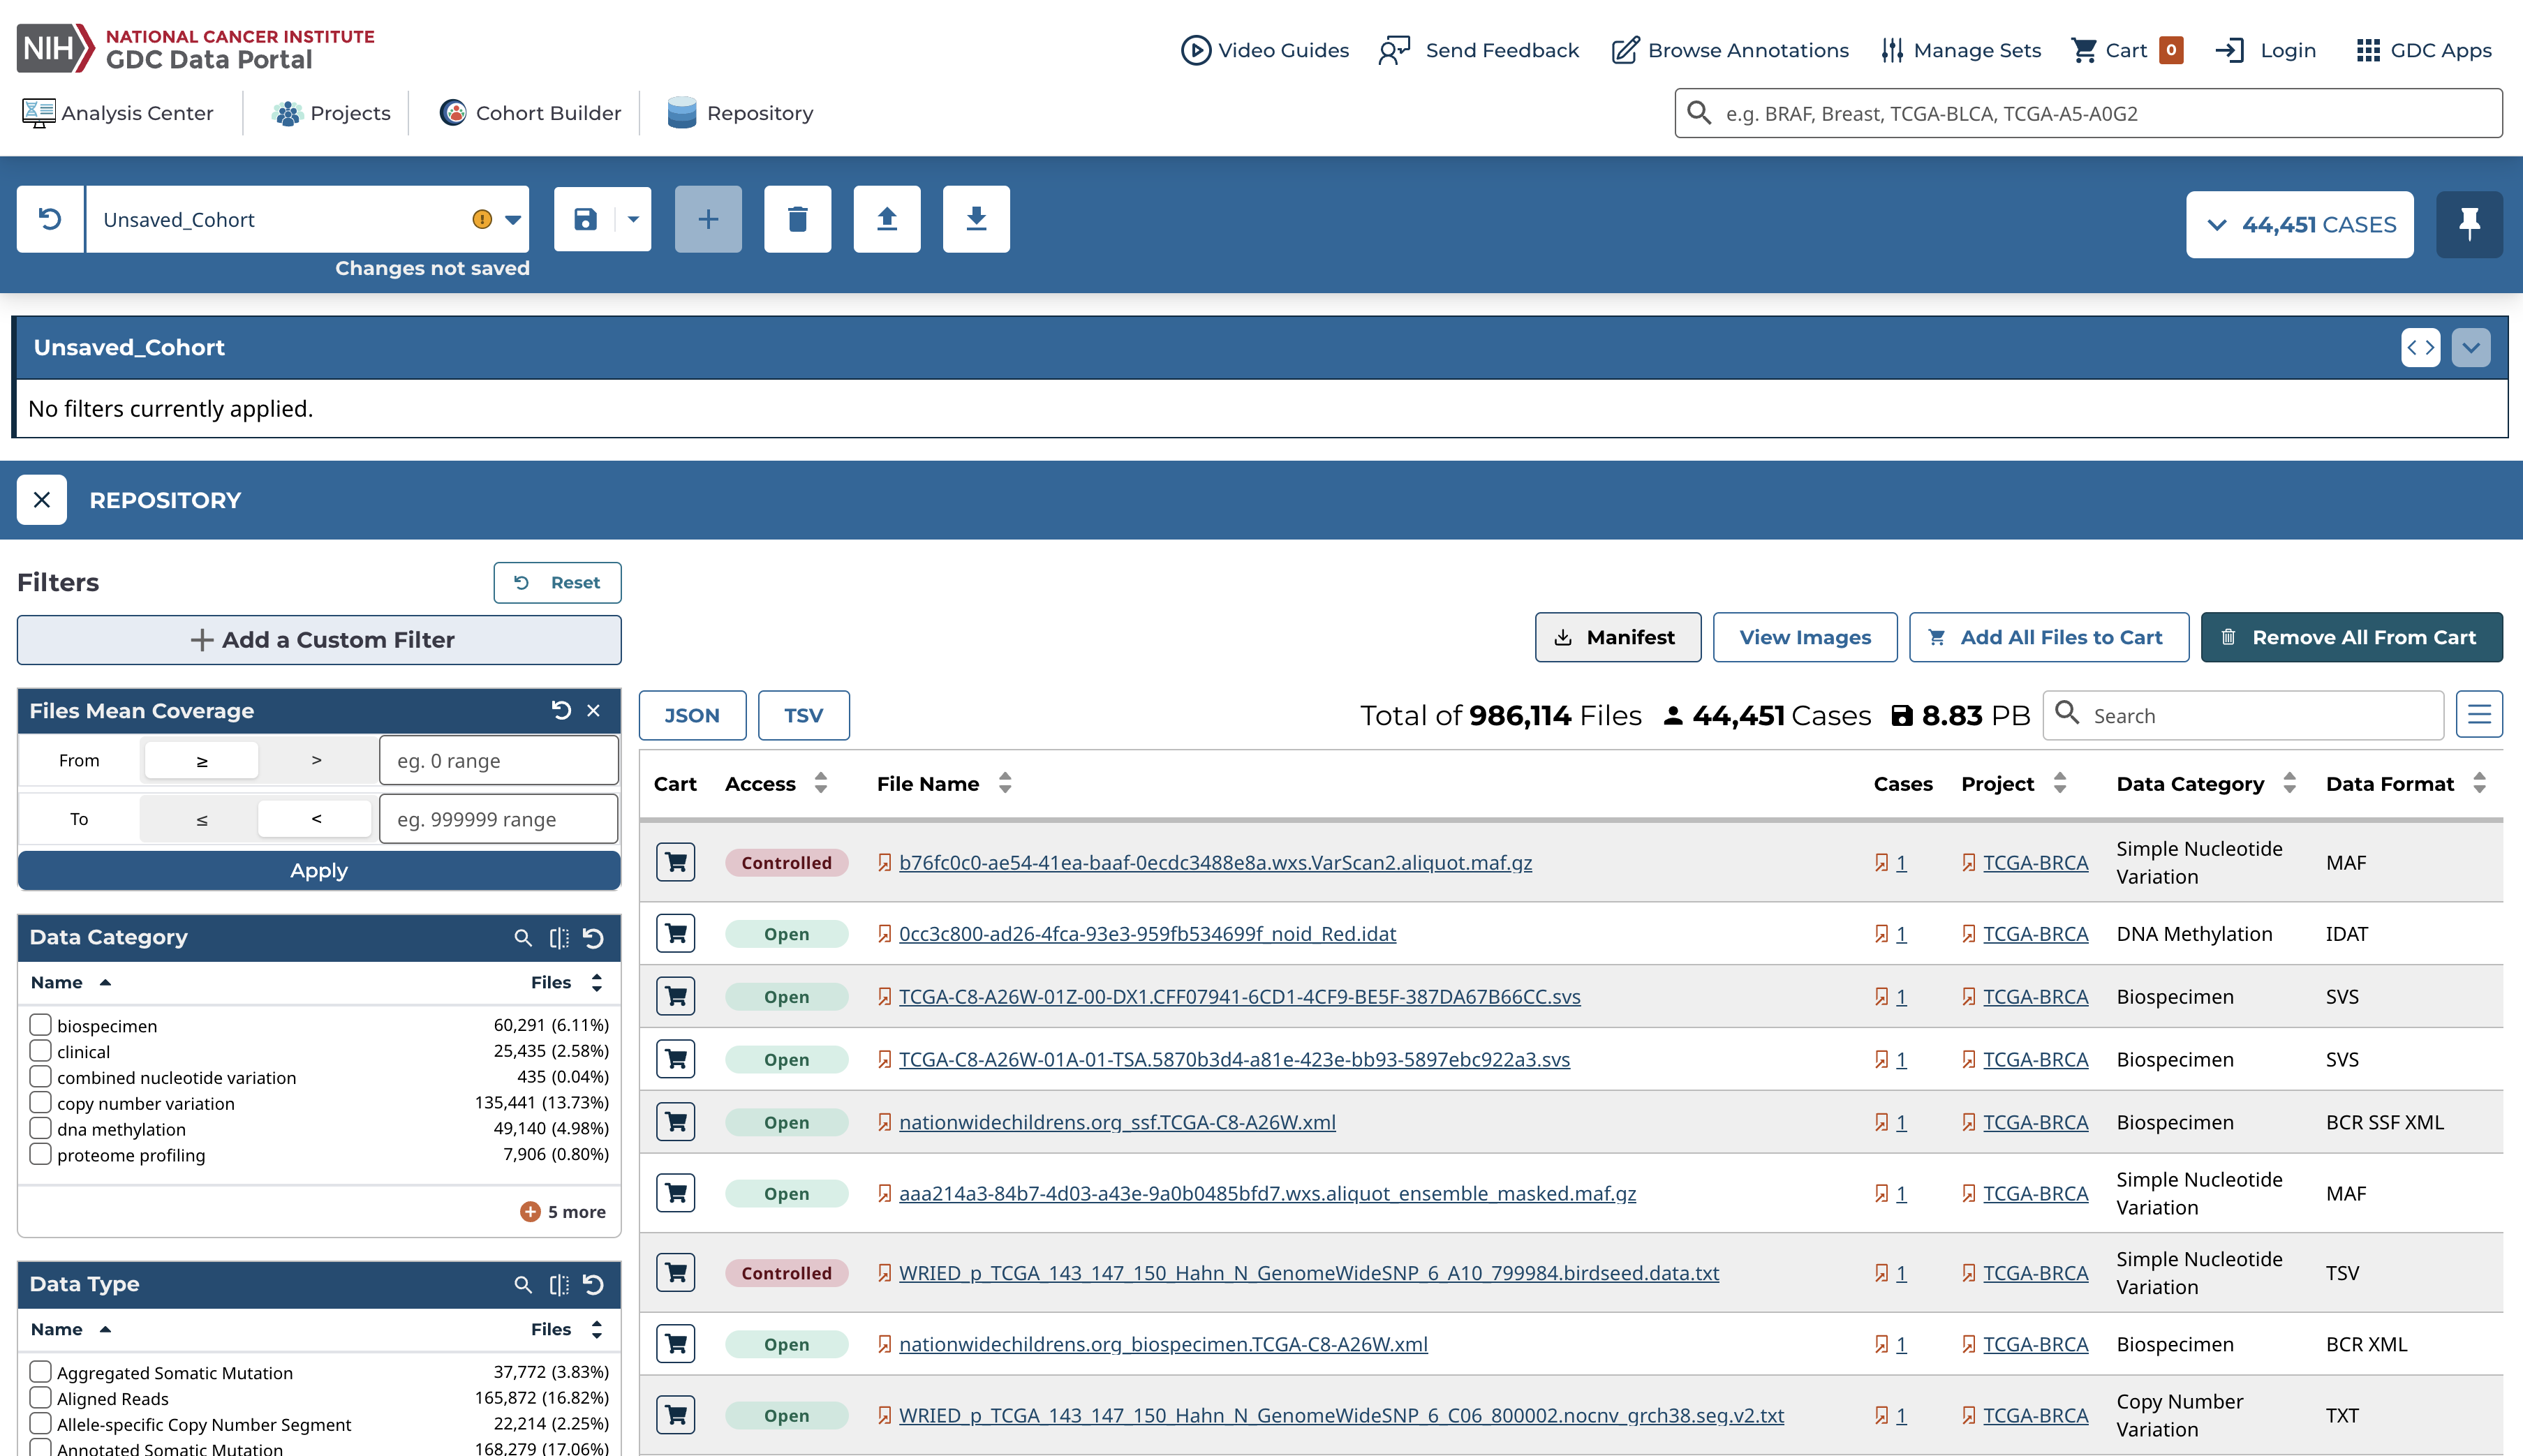 NIH NATIONAL CANCER INSTITUTE
GDC Data Portal
Video Guides Send Feedback Browse Annotations Manage Sets Cart 0 Login GDC Apps
Analysis Center Projects Cohort Builder Repository
e.g. BRAF, Breast, TCGA-BLCA, TCGA-A5-A0G2
Unsaved_Cohort
Changes not saved
44,451 CASES
Unsaved_Cohort
No filters currently applied.
REPOSITORY
Filters
Reset
Add a Custom Filter
Files Mean Coverage
From ≥ > eg. 0 range
To ≤ < eg. 999999 range
Apply
Data Category
Name Files
biospecimen 60,291 (6.11%)
clinical 25,435 (2.58%)
combined nucleotide variation 435 (0.04%)
copy number variation 135,441 (13.73%)
dna methylation 49,140 (4.98%)
proteome profiling 7,906 (0.80%)
5 more
Data Type
Name Files
Aggregated Somatic Mutation 37,772 (3.83%)
Aligned Reads 165,872 (16.82%)
Allele-specific Copy Number Segment 22,214 (2.25%)
Annotated Somatic Mutation 168,279 (17.06%)
Manifest View Images Add All Files to Cart Remove All From Cart
JSON TSV
Total of 986,114 Files 44,451 Cases 8.83 PB Search
Cart Access File Name Cases Project Data Category Data Format
Controlled b76fc0c0-ae54-41ea-baaf-0ecdc3488e8a.wxs.VarScan2.aliquot.maf.gz 1 TCGA-BRCA Simple Nucleotide Variation MAF
Open 0cc3c800-ad26-4fca-93e3-959fb534699f_noid_Red.idat 1 TCGA-BRCA DNA Methylation IDAT
Open TCGA-C8-A26W-01Z-00-DX1.CFF07941-6CD1-4CF9-BE5F-387DA67B66CC.svs 1 TCGA-BRCA Biospecimen SVS
Open TCGA-C8-A26W-01A-01-TSA.5870b3d4-a81e-423e-bb93-5897ebc922a3.svs 1 TCGA-BRCA Biospecimen SVS
Open nationwidechildrens.org_ssf.TCGA-C8-A26W.xml 1 TCGA-BRCA Biospecimen BCR SSF XML
Open aaa214a3-84b7-4d03-a43e-9a0b0485bfd7.wxs.aliquot_ensemble_masked.maf.gz 1 TCGA-BRCA Simple Nucleotide Variation MAF
Controlled WRIED_p_TCGA_143_147_150_Hahn_N_GenomeWideSNP_6_A10_799984.birdseed.data.txt 1 TCGA-BRCA Simple Nucleotide Variation TSV
Open nationwidechildrens.org_biospecimen.TCGA-C8-A26W.xml 1 TCGA-BRCA Biospecimen BCR XML
Open WRIED_p_TCGA_143_147_150_Hahn_N_GenomeWideSNP_6_C06_800002.nocnv_grch38.seg.v2.txt 1 TCGA-BRCA Copy Number Variation TXT